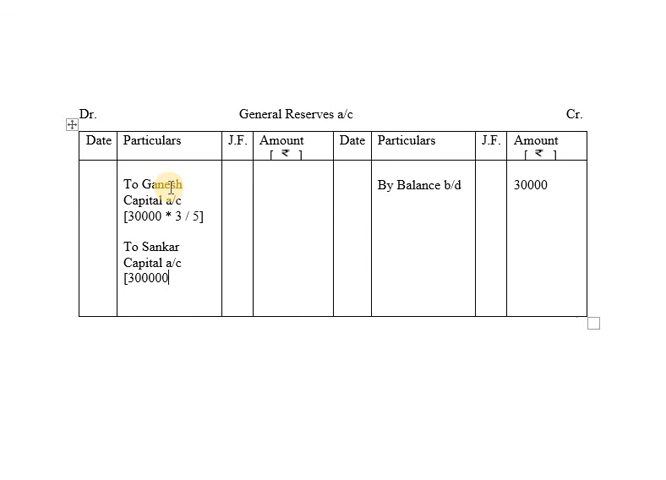 Dr. General Reserves a/c Cr.
Date Particulars J.F. Amount Date Particulars J.F. Amount
[ ₹ ] [ ₹ ]
To Ganesh By Balance b/d 30000
Capital a/c
[30000 * 3 / 5]
To Sankar
Capital a/c
[300000